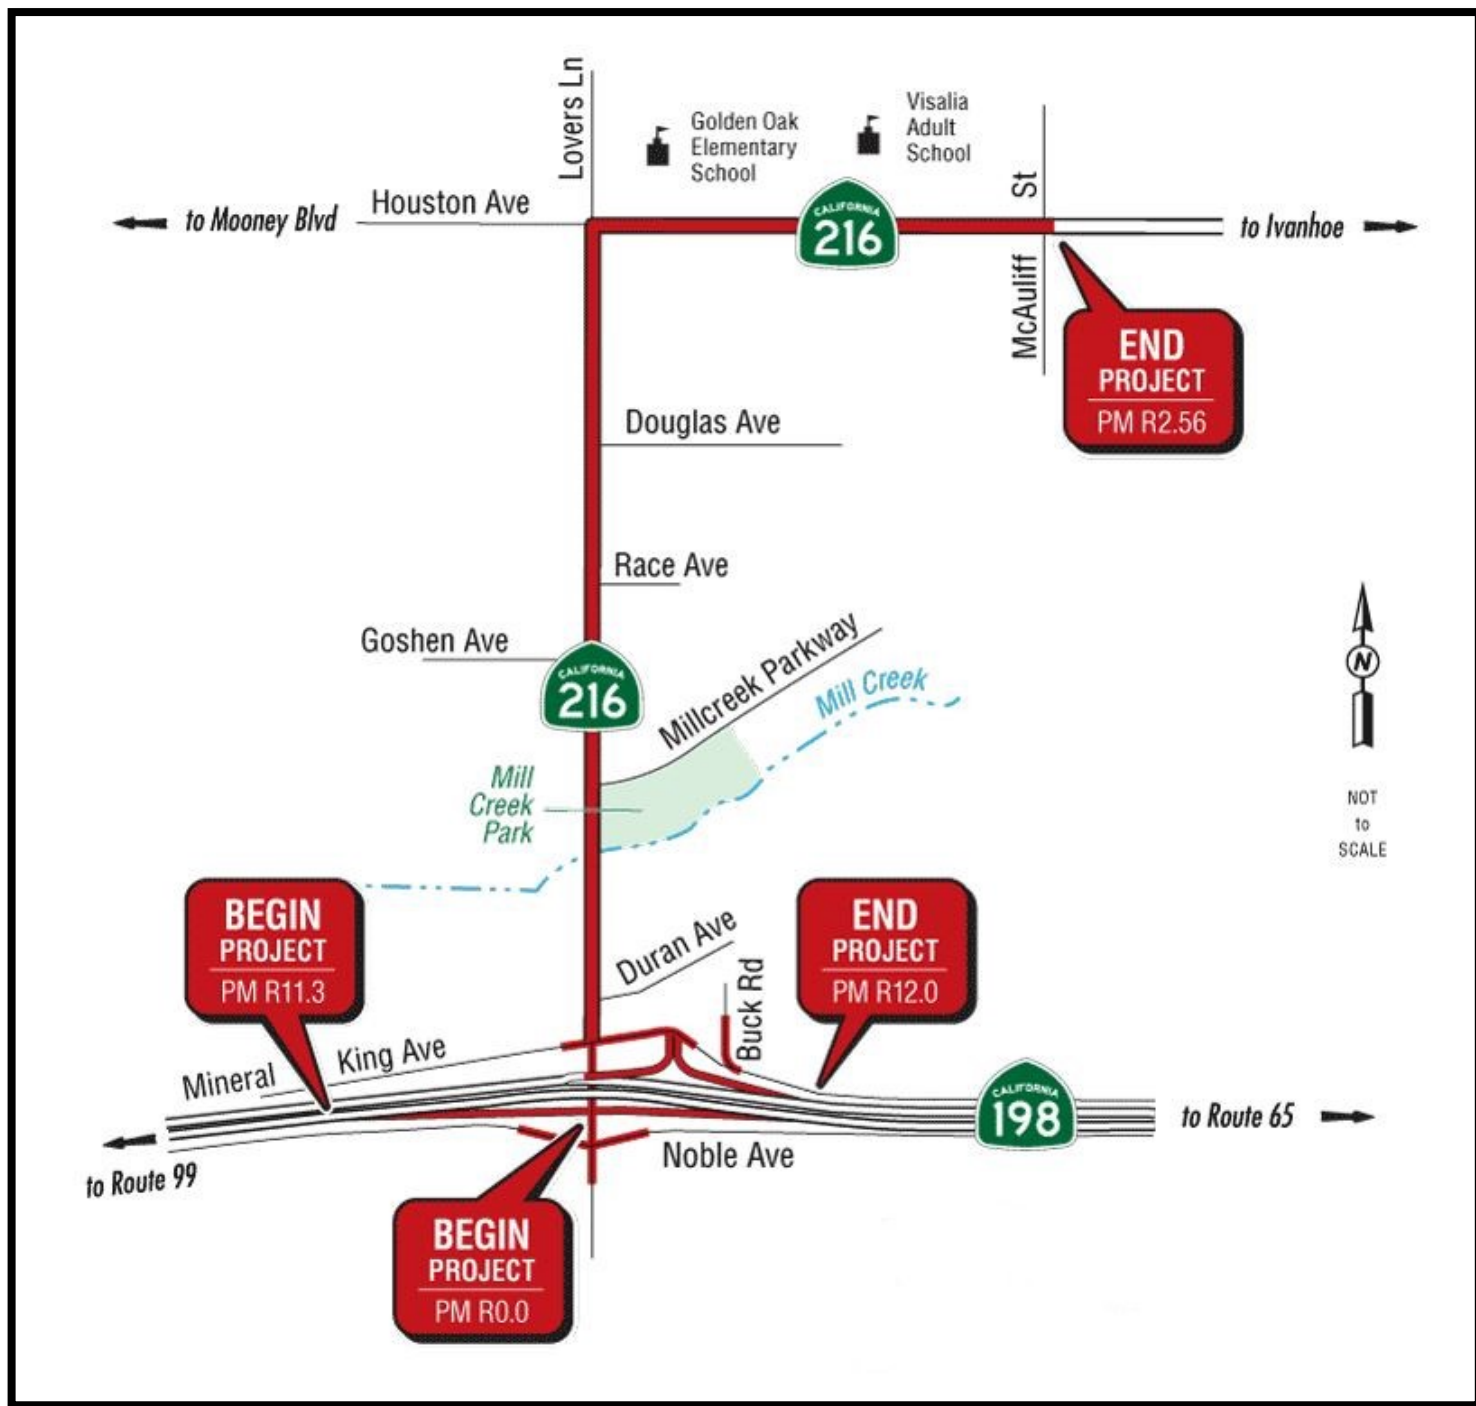 Lovers Ln
Golden Oak
Elementary
School
Visalia
Adult
School
St
McAuliff
to Mooney Blvd
Houston Ave
CALIFORNIA
216
to Ivanhoe
END
PROJECT
PM R2.56
Douglas Ave
Race Ave
Goshen Ave
CALIFORNIA
216
Millcreek Parkway
Mill Creek
N
NOT
to
SCALE
Mill
Creek
Park
BEGIN
PROJECT
PM R11.3
Duran Ave
Buck Rd
END
PROJECT
PM R12.0
Mineral King Ave
CALIFORNIA
198
to Route 65
to Route 99
Noble Ave
BEGIN
PROJECT
PM R0.0